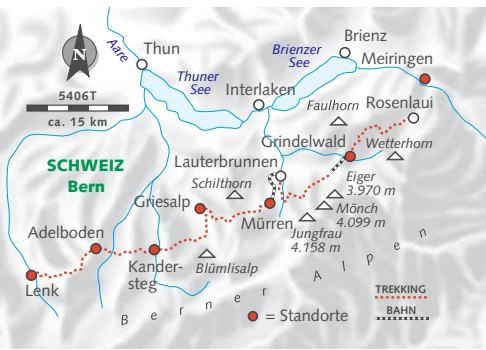 Brienz
Aare
Thun
Brienzer
See
Meiringen
N
Thuner
See
5406T
ca. 15 km
Interlaken
Faulhorn
Rosenlaui
Grindelwald
Wetterhorn
SCHWEIZ
Bern
Lauterbrunnen
Schilthorn
Eiger
3.970 m
Griesalp
Mönch
4.099 m
Mürren
Jungfrau
4.158 m
Adelboden
Kander-
steg
Blümlisalp
Lenk
Berner Alpen
TREKKING
BAHN
= Standorte